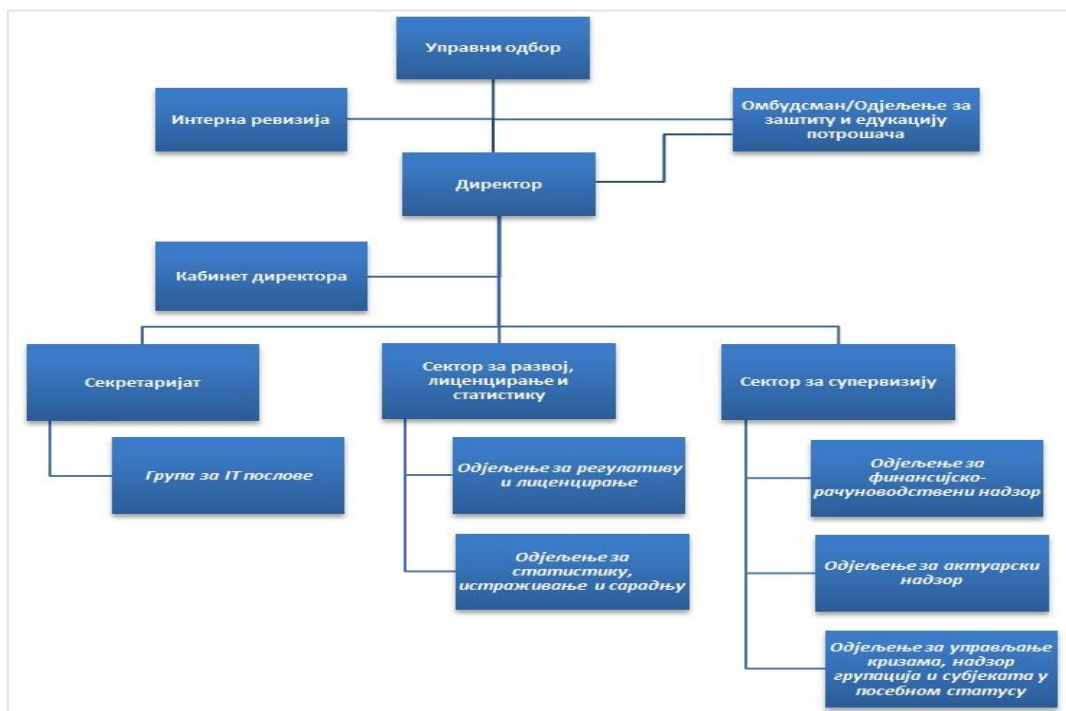 Управни одбор
Интерна ревизија
Омбудсман/Одјељење за
заштиту и едукацију
потрошача
Директор
Кабинет директора
Секретаријат
Сектор за развој,
лиценцирање и
статистику
Сектор за супервизију
Група за IT послове
Одјељење за регулативу
и лиценцирање
Одјељење за
финансијско-
рачуноводствени надзор
Одјељење за
статистику,
истраживање и сарадњу
Одјељење за актуарски
надзор
Одјељење за управљање
кризама, надзор
групација и субјеката у
посебном статусу